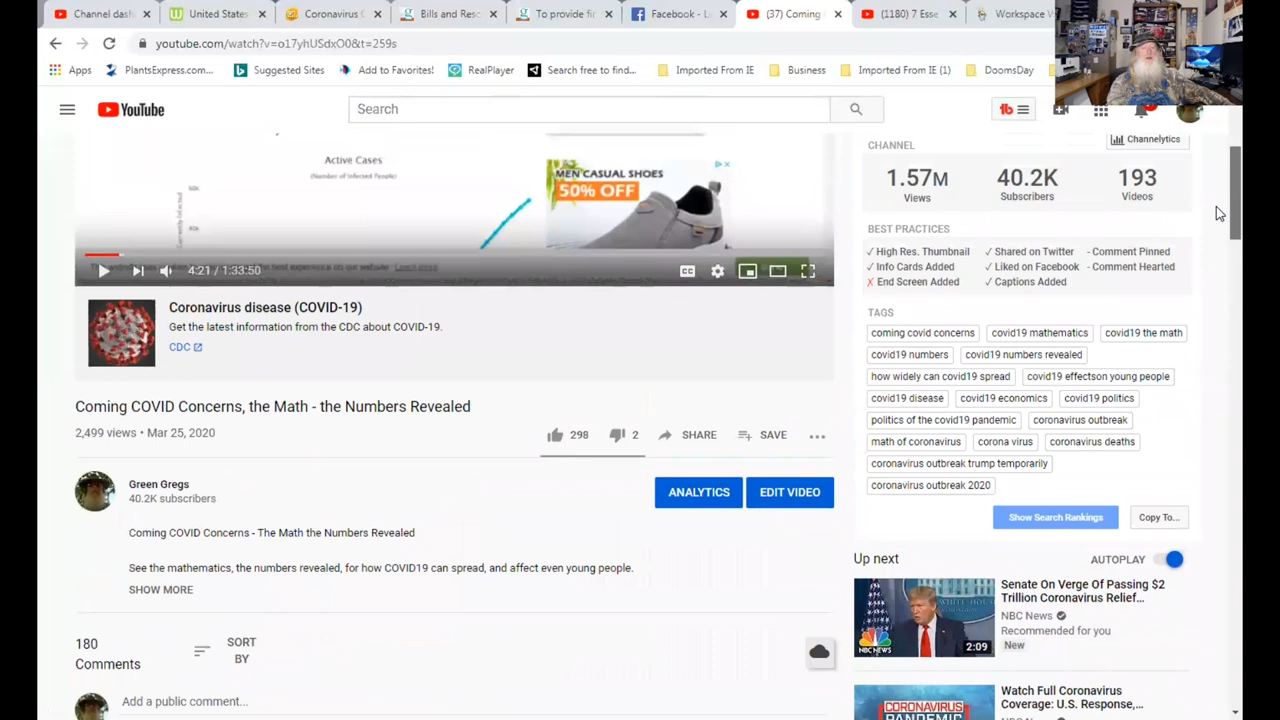 Channel dash
United States
Coronavirus
Bills and Res
To provide fi
Facebook -
(37) Coming
(1180) 7 Esse
Workspace V
youtube.com/watch?v=o17yhUSdxO0&t=259s
Apps
PlantsExpress.com...
Suggested Sites
Add to Favorites!
RealPlayer
Search free to find...
Imported From IE
Business
Imported From IE (1)
DoomsDay
YouTube
Search
Active Cases
(Number of Infected People)
MEN CASUAL SHOES
50% OFF
4:21 / 1:33:50
CC
Coronavirus disease (COVID-19)
Get the latest information from the CDC about COVID-19.
CDC
Coming COVID Concerns, the Math - the Numbers Revealed
2,499 views • Mar 25, 2020
298
2
SHARE
SAVE
Green Gregs
40.2K subscribers
ANALYTICS
EDIT VIDEO
Coming COVID Concerns - The Math the Numbers Revealed
See the mathematics, the numbers revealed, for how COVID19 can spread, and affect even young people.
SHOW MORE
180
Comments
SORT
BY
Add a public comment...
CHANNEL
Channelytics
1.57M
Views
40.2K
Subscribers
193
Videos
BEST PRACTICES
✓ High Res. Thumbnail
✓ Shared on Twitter
- Comment Pinned
✓ Info Cards Added
✓ Liked on Facebook
- Comment Hearted
X End Screen Added
✓ Captions Added
TAGS
coming covid concerns
covid19 mathematics
covid19 the math
covid19 numbers
covid19 numbers revealed
how widely can covid19 spread
covid19 effectson young people
covid19 disease
covid19 economics
covid19 politics
politics of the covid19 pandemic
coronavirus outbreak
math of coronavirus
corona virus
coronavirus deaths
coronavirus outbreak trump temporarily
coronavirus outbreak 2020
Show Search Rankings
Copy To...
Up next
AUTOPLAY
Senate On Verge Of Passing $2
Trillion Coronavirus Relief...
NBC News
Recommended for you
New
NBC NEWS
2:09
Watch Full Coronavirus
Coverage: U.S. Response,...
CORONAVIRUS